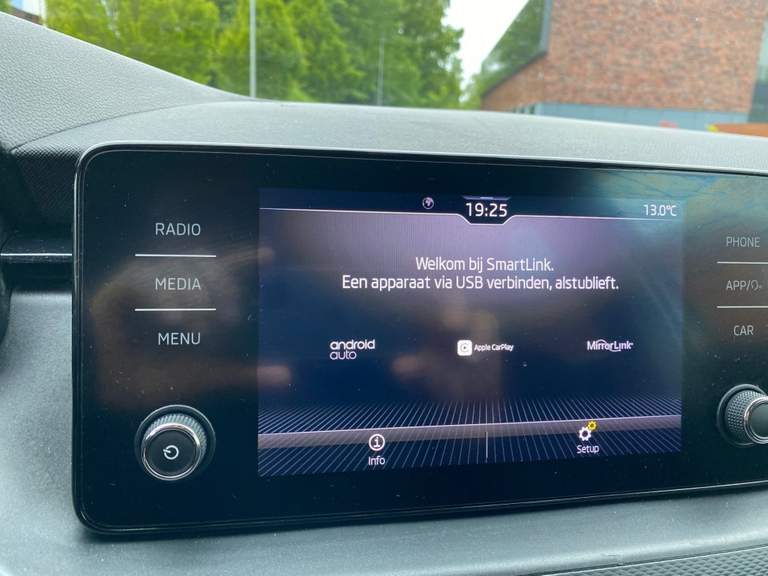 19:25
13.0°C
RADIO
MEDIA
MENU
Welkom bij SmartLink.
Een apparaat via USB verbinden, alstublieft.
android auto
Apple CarPlay
MirrorLink
Info
Setup
PHONE
APP/
CAR